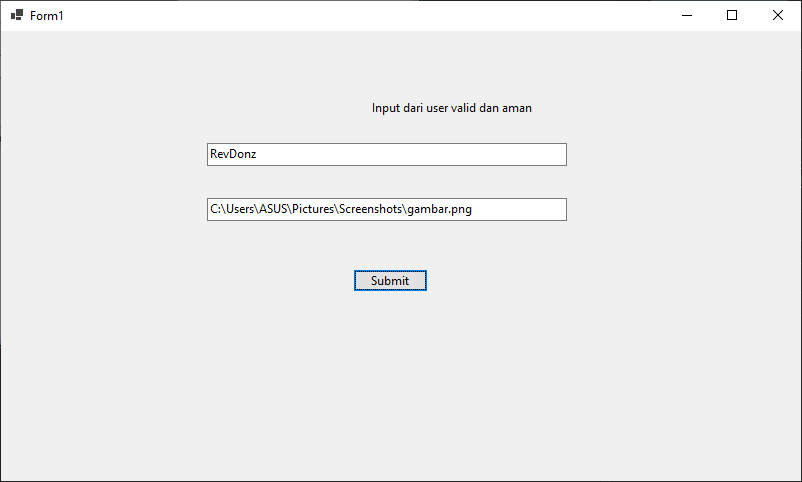 Form1
Input dari user valid dan aman
RevDonz
C:\Users\ASUS\Pictures\Screenshots\gambar.png
Submit